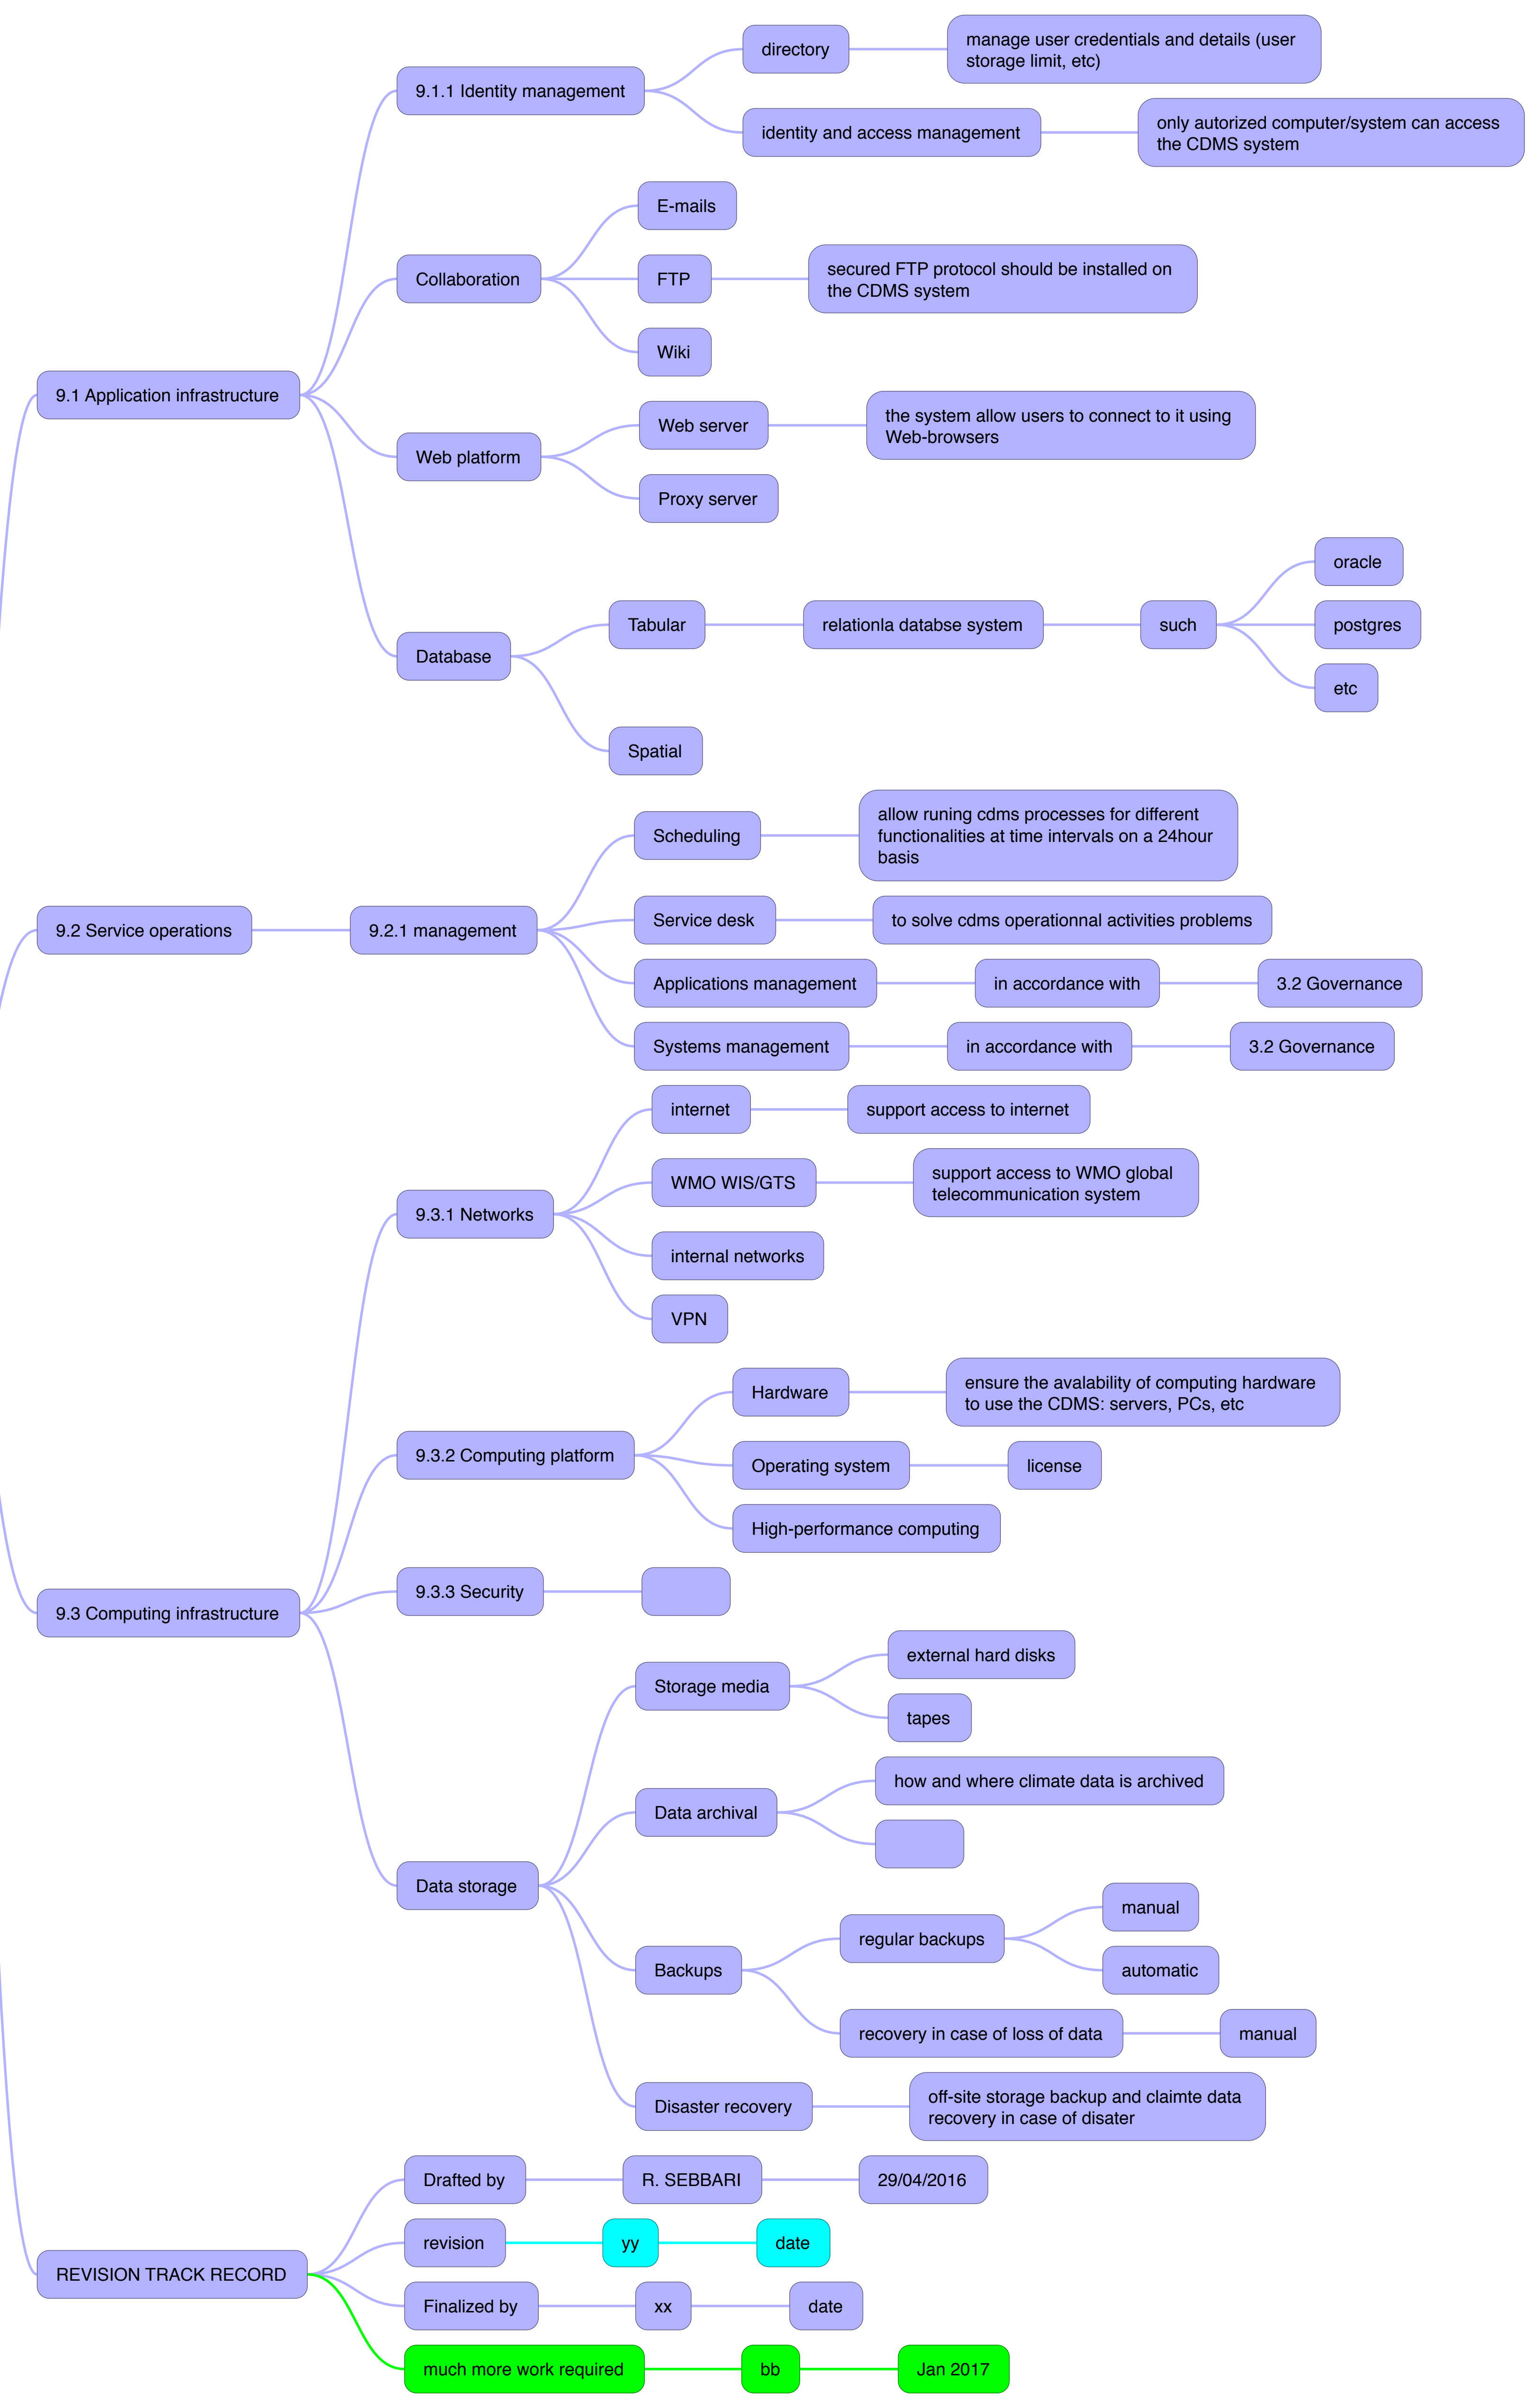 9.1 Application infrastructure
9.1.1 Identity management
directory
manage user credentials and details (user
storage limit, etc)
identity and access management
only autorized computer/system can access
the CDMS system
Collaboration
E-mails
FTP
secured FTP protocol should be installed on
the CDMS system
Wiki
Web platform
Web server
the system allow users to connect to it using
Web-browsers
Proxy server
Database
Tabular
relationla databse system
such
oracle
postgres
etc
Spatial
9.2 Service operations
9.2.1 management
Scheduling
allow runing cdms processes for different
functionalities at time intervals on a 24hour
basis
Service desk
to solve cdms operationnal activities problems
Applications management
in accordance with
3.2 Governance
Systems management
in accordance with
3.2 Governance
9.3 Computing infrastructure
9.3.1 Networks
internet
support access to internet
WMO WIS/GTS
support access to WMO global
telecommunication system
internal networks
VPN
9.3.2 Computing platform
Hardware
ensure the avalability of computing hardware
to use the CDMS: servers, PCs, etc
Operating system
license
High-performance computing
9.3.3 Security
Data storage
Storage media
external hard disks
tapes
Data archival
how and where climate data is archived
Backups
regular backups
manual
automatic
recovery in case of loss of data
manual
Disaster recovery
off-site storage backup and claimte data
recovery in case of disater
REVISION TRACK RECORD
Drafted by
R. SEBBARI
29/04/2016
revision
yy
date
Finalized by
xx
date
much more work required
bb
Jan 2017